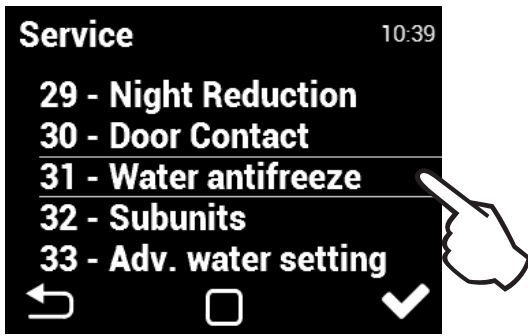 Service 10:39
29 - Night Reduction
30 - Door Contact
31 - Water antifreeze
32 - Subunits
33 - Adv. water setting